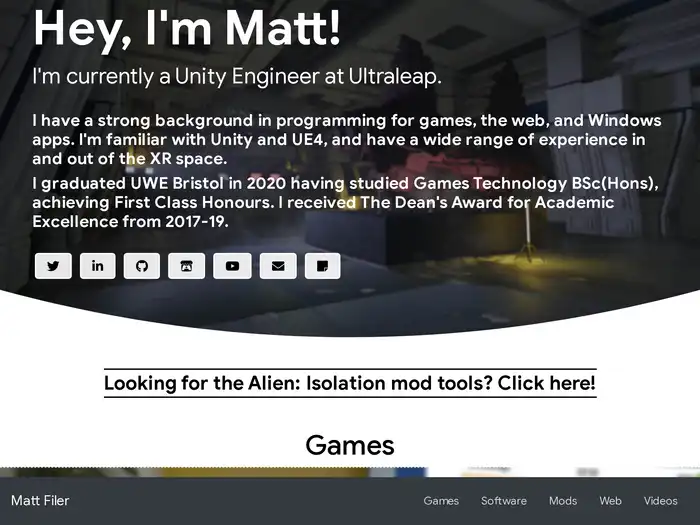 Hey, I'm Matt!
I'm currently a Unity Engineer at Ultraleap.
I have a strong background in programming for games, the web, and Windows
apps. I'm familiar with Unity and UE4, and have a wide range of experience in
and out of the XR space.
I graduated UWE Bristol in 2020 having studied Games Technology BSc(Hons),
achieving First Class Honours. I received The Dean's Award for Academic
Excellence from 2017-19.
Looking for the Alien: Isolation mod tools? Click here!
Games
Matt Filer Games Software Mods Web Videos